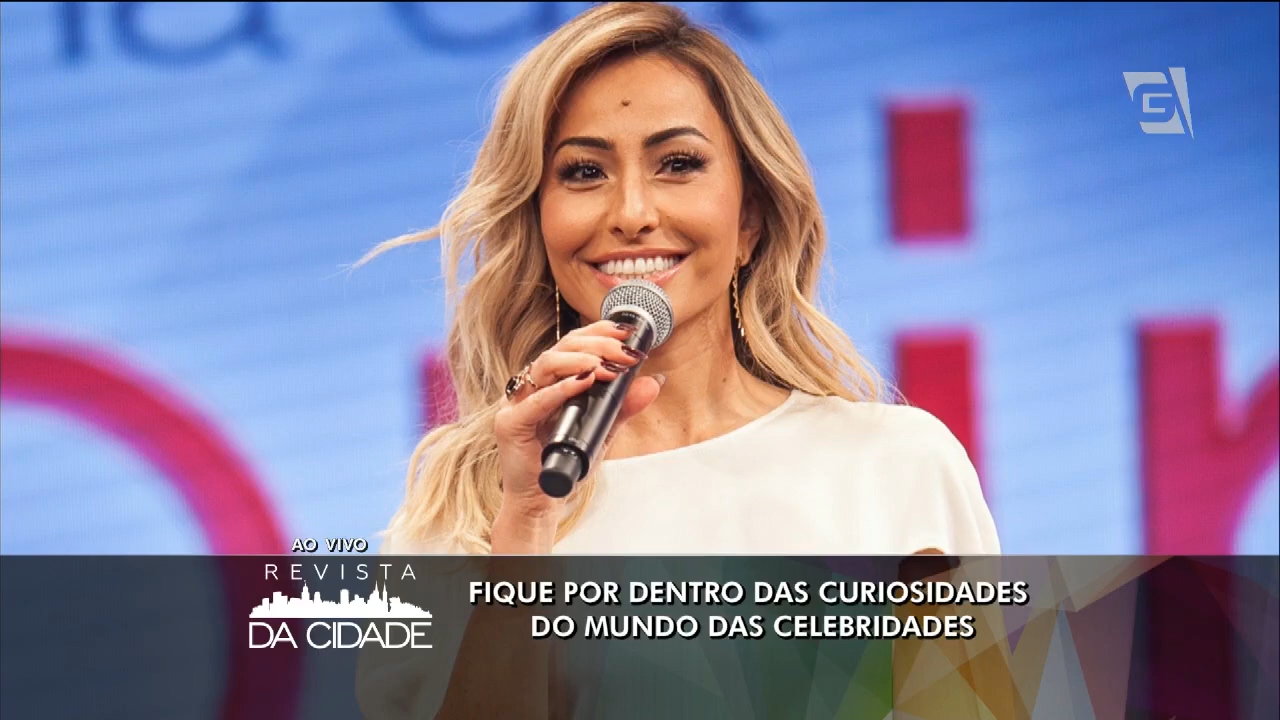 AO VIVO
REVISTA
DA CIDADE
FIQUE POR DENTRO DAS CURIOSIDADES
DO MUNDO DAS CELEBRIDADES